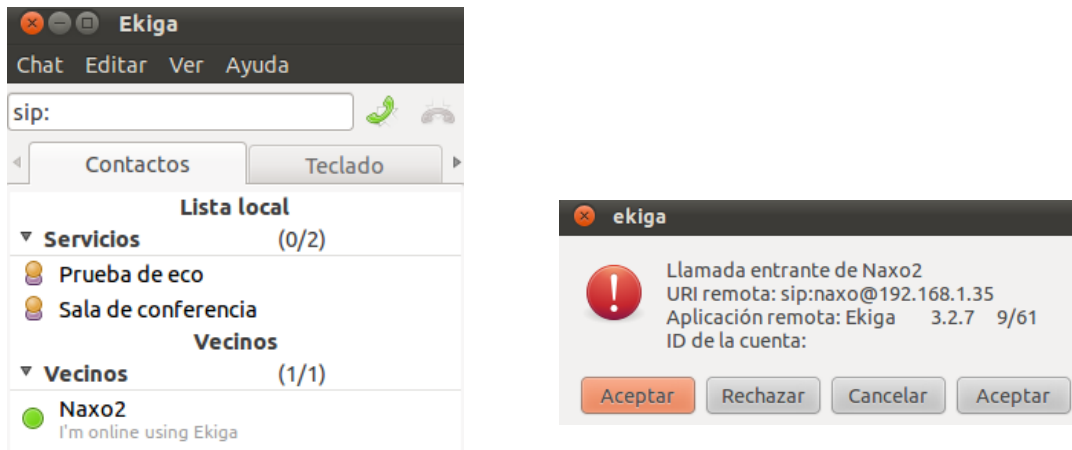 Ekiga
Chat Editar Ver Ayuda
sip:
Contactos Teclado
Lista local
Servicios (0/2)
Prueba de eco
Sala de conferencia
Vecinos
Vecinos (1/1)
Naxo2
I'm online using Ekiga
ekiga
Llamada entrante de Naxo2
URI remota: sip:naxo@192.168.1.35
Aplicación remota: Ekiga 3.2.7 9/61
ID de la cuenta:
Aceptar Rechazar Cancelar Aceptar